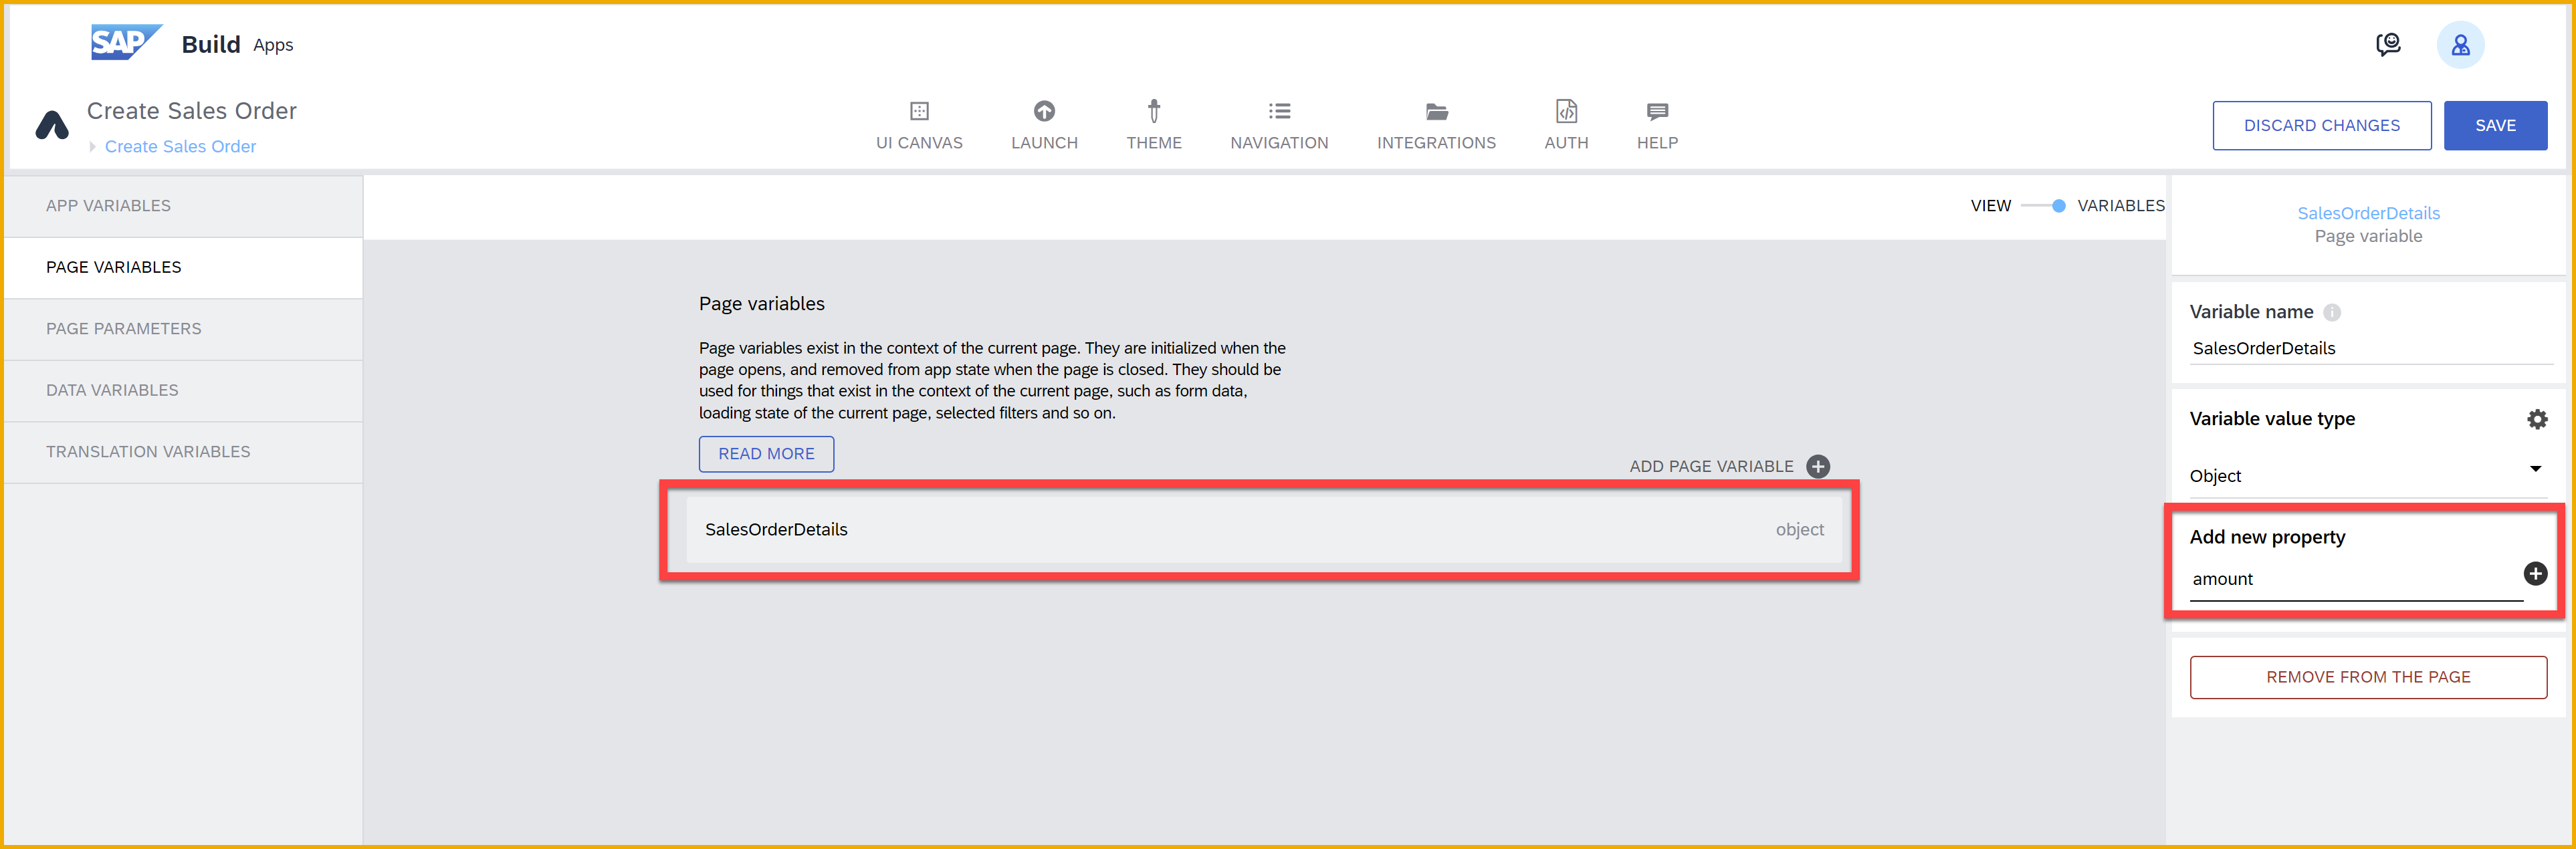 SAP Build Apps
Create Sales Order
Create Sales Order
UI CANVAS
LAUNCH
THEME
NAVIGATION
INTEGRATIONS
AUTH
HELP
DISCARD CHANGES
SAVE
APP VARIABLES
PAGE VARIABLES
PAGE PARAMETERS
DATA VARIABLES
TRANSLATION VARIABLES
VIEW
VARIABLES
Page variables
Page variables exist in the context of the current page. They are initialized when the
page opens, and removed from app state when the page is closed. They should be
used for things that exist in the context of the current page, such as form data,
loading state of the current page, selected filters and so on.
READ MORE
ADD PAGE VARIABLE
SalesOrderDetails
object
SalesOrderDetails
Page variable
Variable name
SalesOrderDetails
Variable value type
Object
Add new property
amount
REMOVE FROM THE PAGE